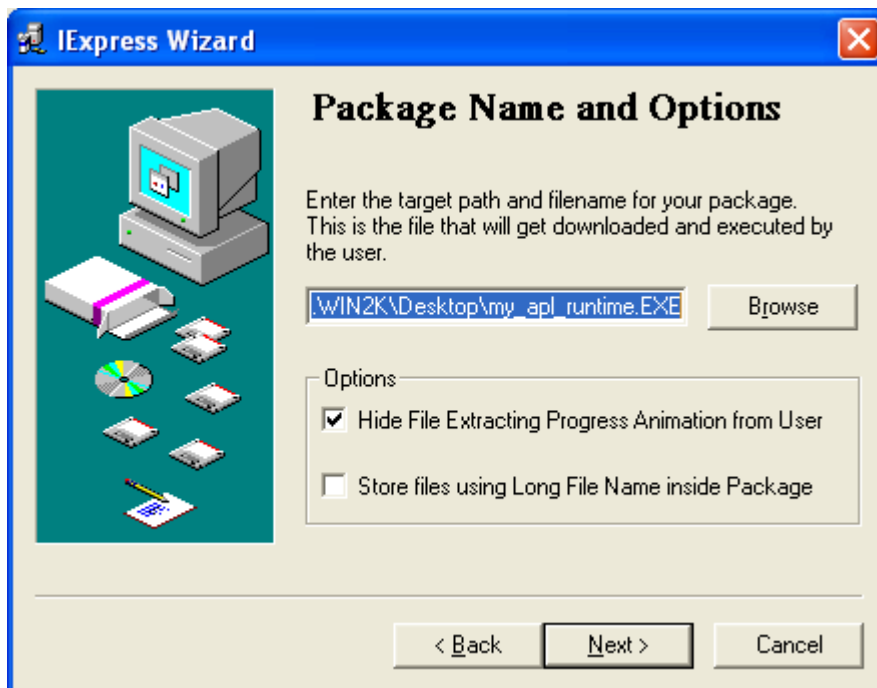 IExpress Wizard
Package Name and Options
Enter the target path and filename for your package.
This is the file that will get downloaded and executed by
the user.
.WIN2K\Desktop\my_apl_runtime.EXE
Browse
Options
Hide File Extracting Progress Animation from User
Store files using Long File Name inside Package
< Back
Next >
Cancel